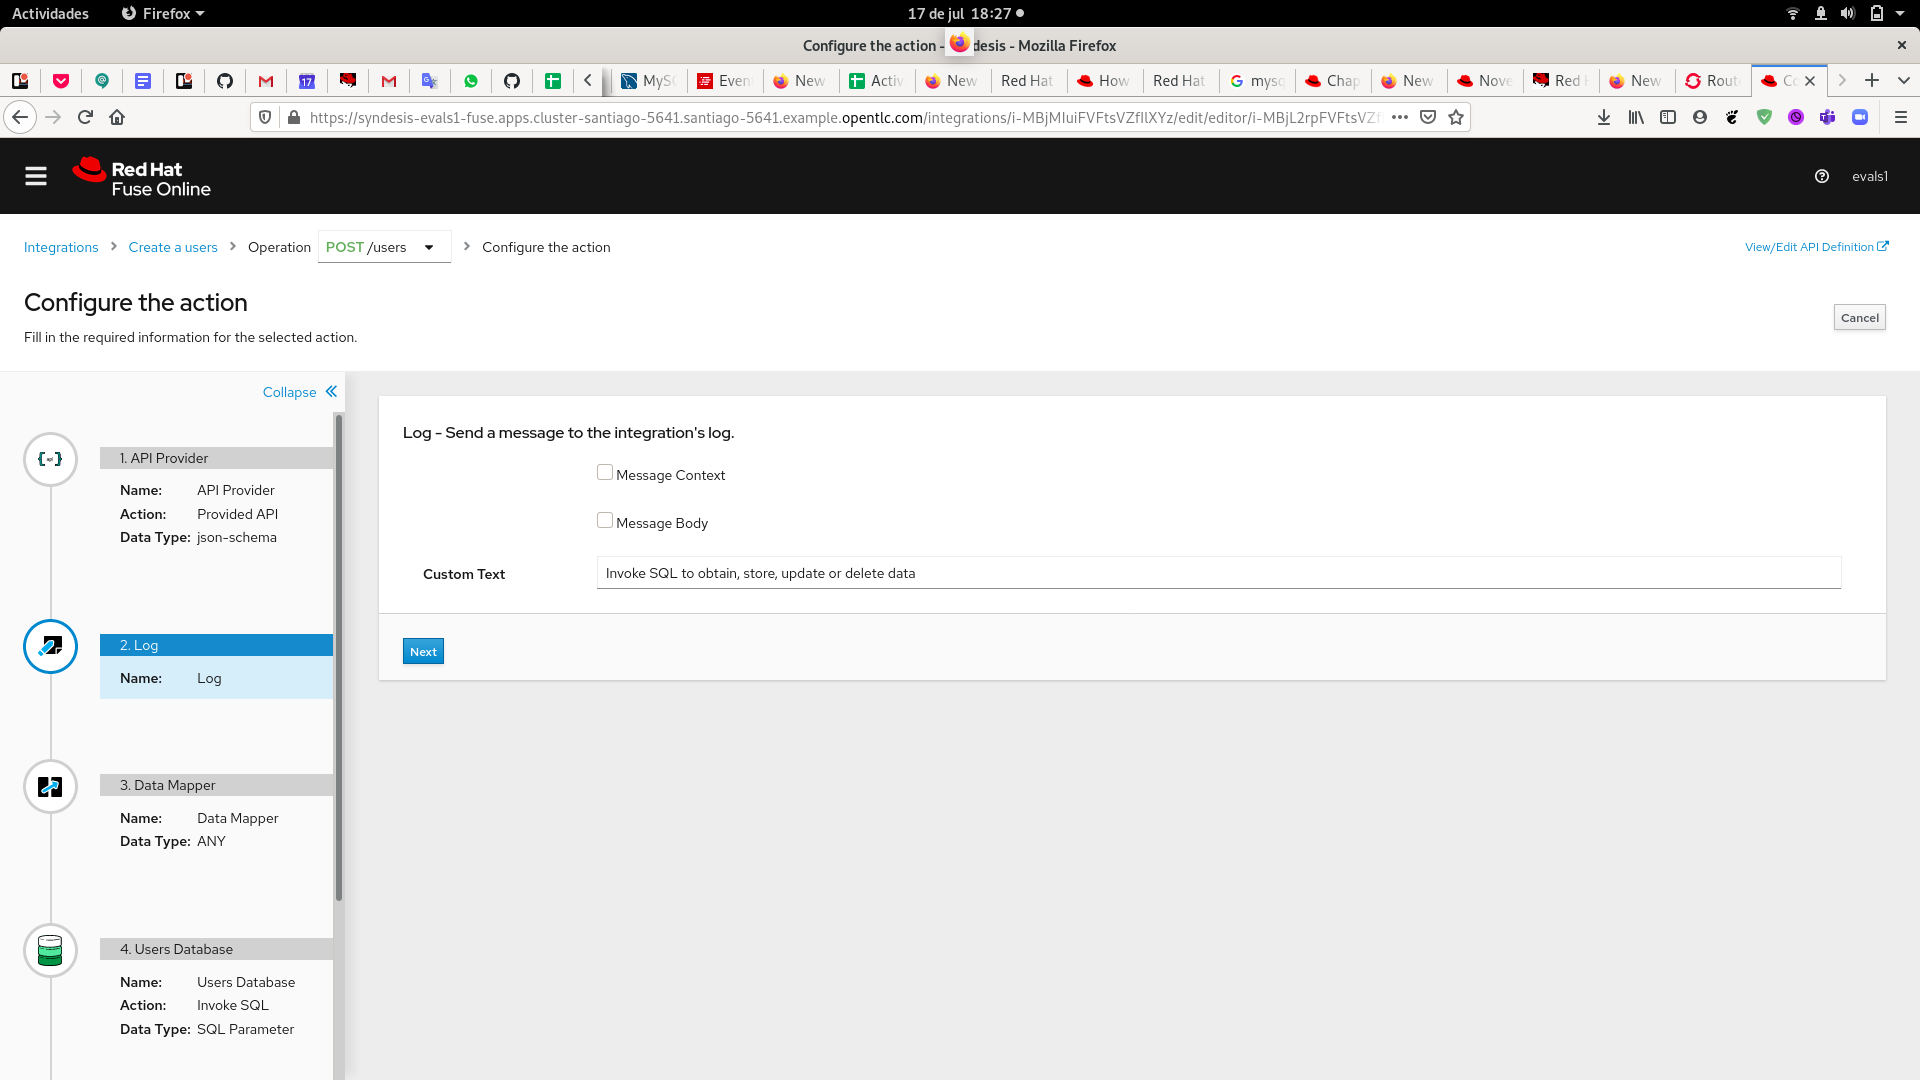 Actividades Firefox 17 de jul 18:27
Configure the action - desis - Mozilla Firefox
17 MyS Even New Activ New Red Hat How Red Hat mysq Chap New Nove Red New Rout Co
https://syndesis-evals1-fuse.apps.cluster-santiago-5641.santiago-5641.example.opentlc.com/integrations/i-MBjMIuiFVFtsVZfIlXYz/edit/editor/i-MBjL2rpFVFtsVZf
Red Hat
Fuse Online
evals1
Integrations > Create a users > Operation POST /users > Configure the action
View/Edit API Definition
Configure the action
Cancel
Fill in the required information for the selected action.
Collapse
1. API Provider
Name: API Provider
Action: Provided API
Data Type: json-schema
2. Log
Name: Log
3. Data Mapper
Name: Data Mapper
Data Type: ANY
4. Users Database
Name: Users Database
Action: Invoke SQL
Data Type: SQL Parameter
Log - Send a message to the integration's log.
Message Context
Message Body
Custom Text Invoke SQL to obtain, store, update or delete data
Next